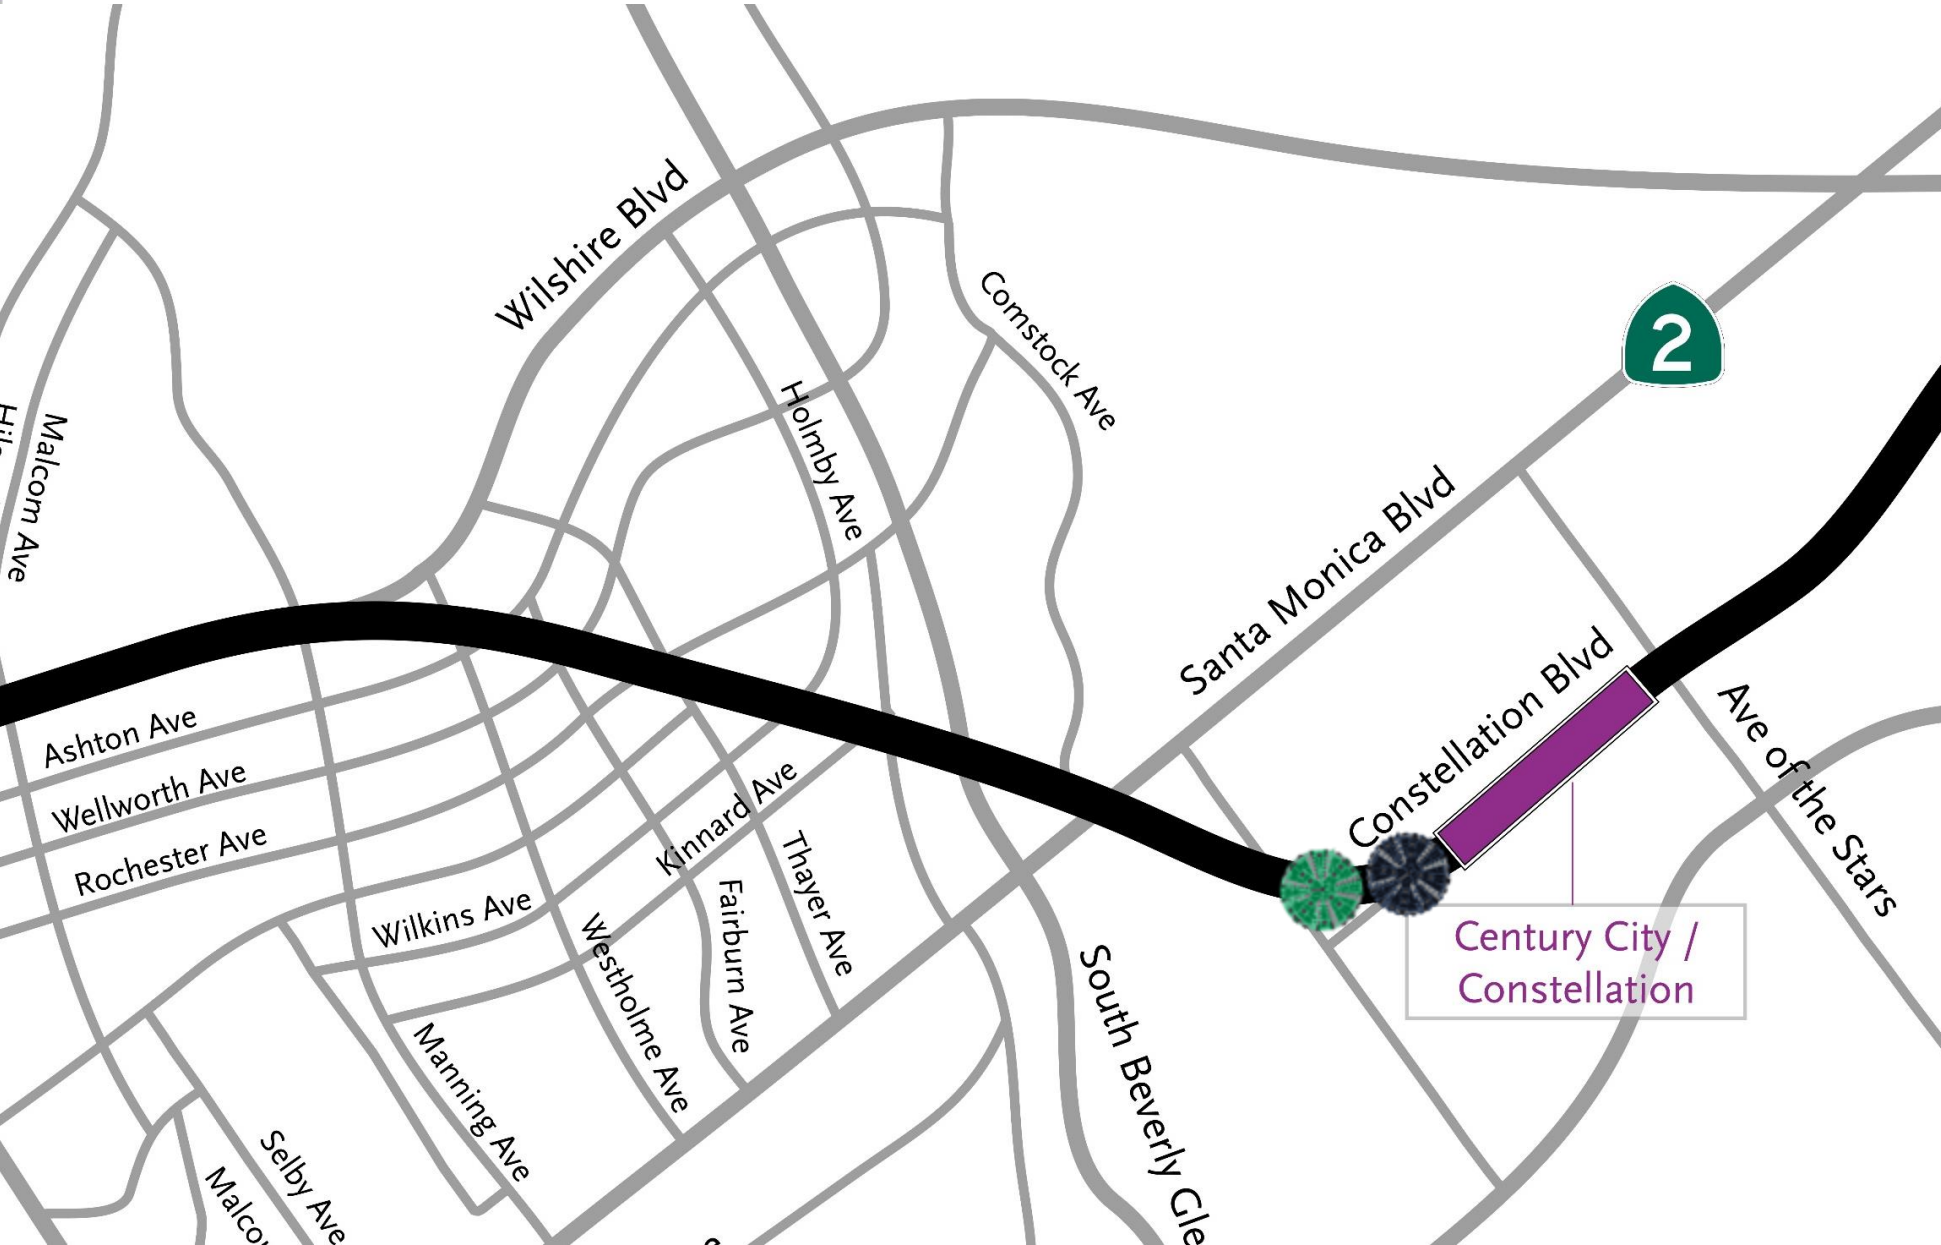 Wilshire Blvd
Comstock Ave
2
Holmby Ave
Malcom Ave
Santa Monica Blvd
Constellation Blvd
Ave of the Stars
Ashton Ave
Wellworth Ave
Rochester Ave
Kinnard Ave
Thayer Ave
Fairburn Ave
Wilkins Ave
Westholme Ave
Century City /
Constellation
South Beverly Gle
Manning Ave
Selby Ave
Malco